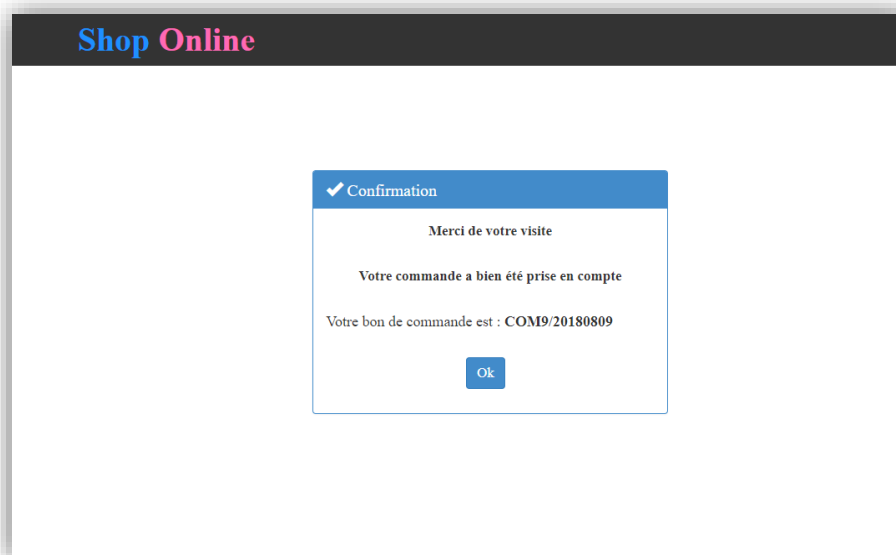 Shop Online
Confirmation
Merci de votre visite
Votre commande a bien été prise en compte
Votre bon de commande est : COM9/20180809
Ok